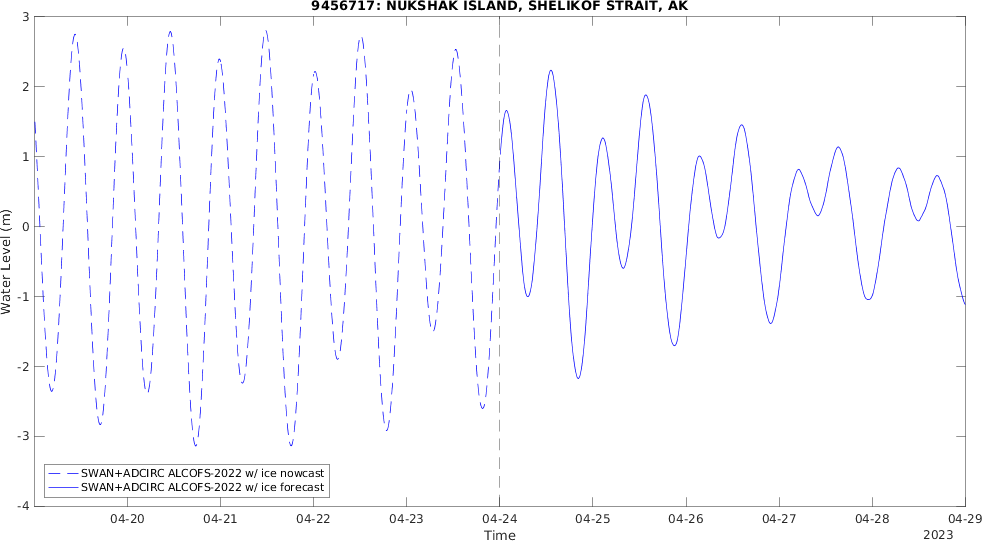 9456717: NUKSHAK ISLAND, SHELIKOF STRAIT, AK
3
2
1
0
-1
-2
-3
-4
Water Level (m)
SWAN+ADCIRC ALCOFS-2022 w/ ice nowcast
SWAN+ADCIRC ALCOFS-2022 w/ ice forecast
04-20 04-21 04-22 04-23 04-24 04-25 04-26 04-27 04-28 04-29
Time
2023